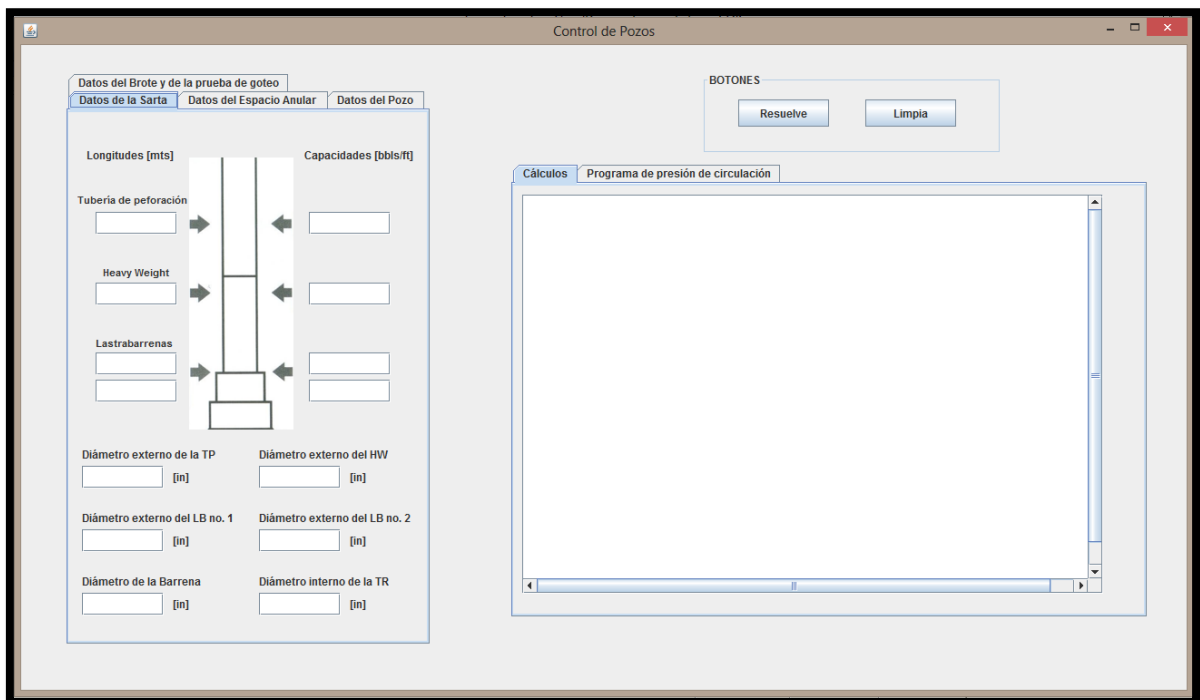 Control de Pozos
Datos del Brote y de la prueba de goteo
Datos de la Sarta
Datos del Espacio Anular
Datos del Pozo
Longitudes [mts]
Capacidades [bbls/ft]
Tubería de peforación
Heavy Weight
Lastrabarrenas
Diámetro externo de la TP
Diámetro externo del HW
[in]
[in]
Diámetro externo del LB no. 1
Diámetro externo del LB no. 2
[in]
[in]
Diámetro de la Barrena
Diámetro interno de la TR
[in]
[in]
BOTONES
Resuelve
Limpia
Cálculos
Programa de presión de circulación